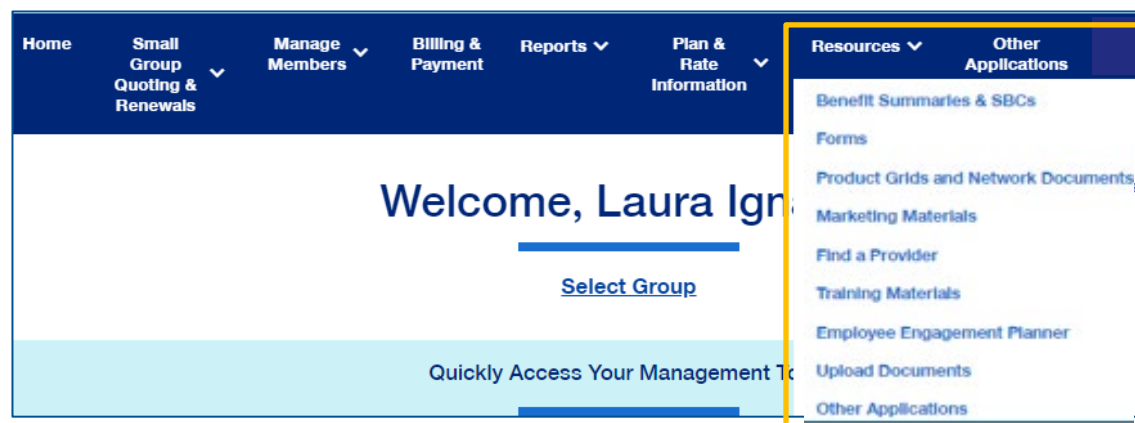 Home
Small Group Quoting & Renewals
Manage Members
Billing & Payment
Reports
Plan & Rate Information
Resources
Other Applications
Benefit Summaries & SBCs
Forms
Product Grids and Network Documents
Marketing Materials
Find a Provider
Training Materials
Employee Engagement Planner
Upload Documents
Other Applications
Welcome, Laura
Select Group
Quickly Access Your Management